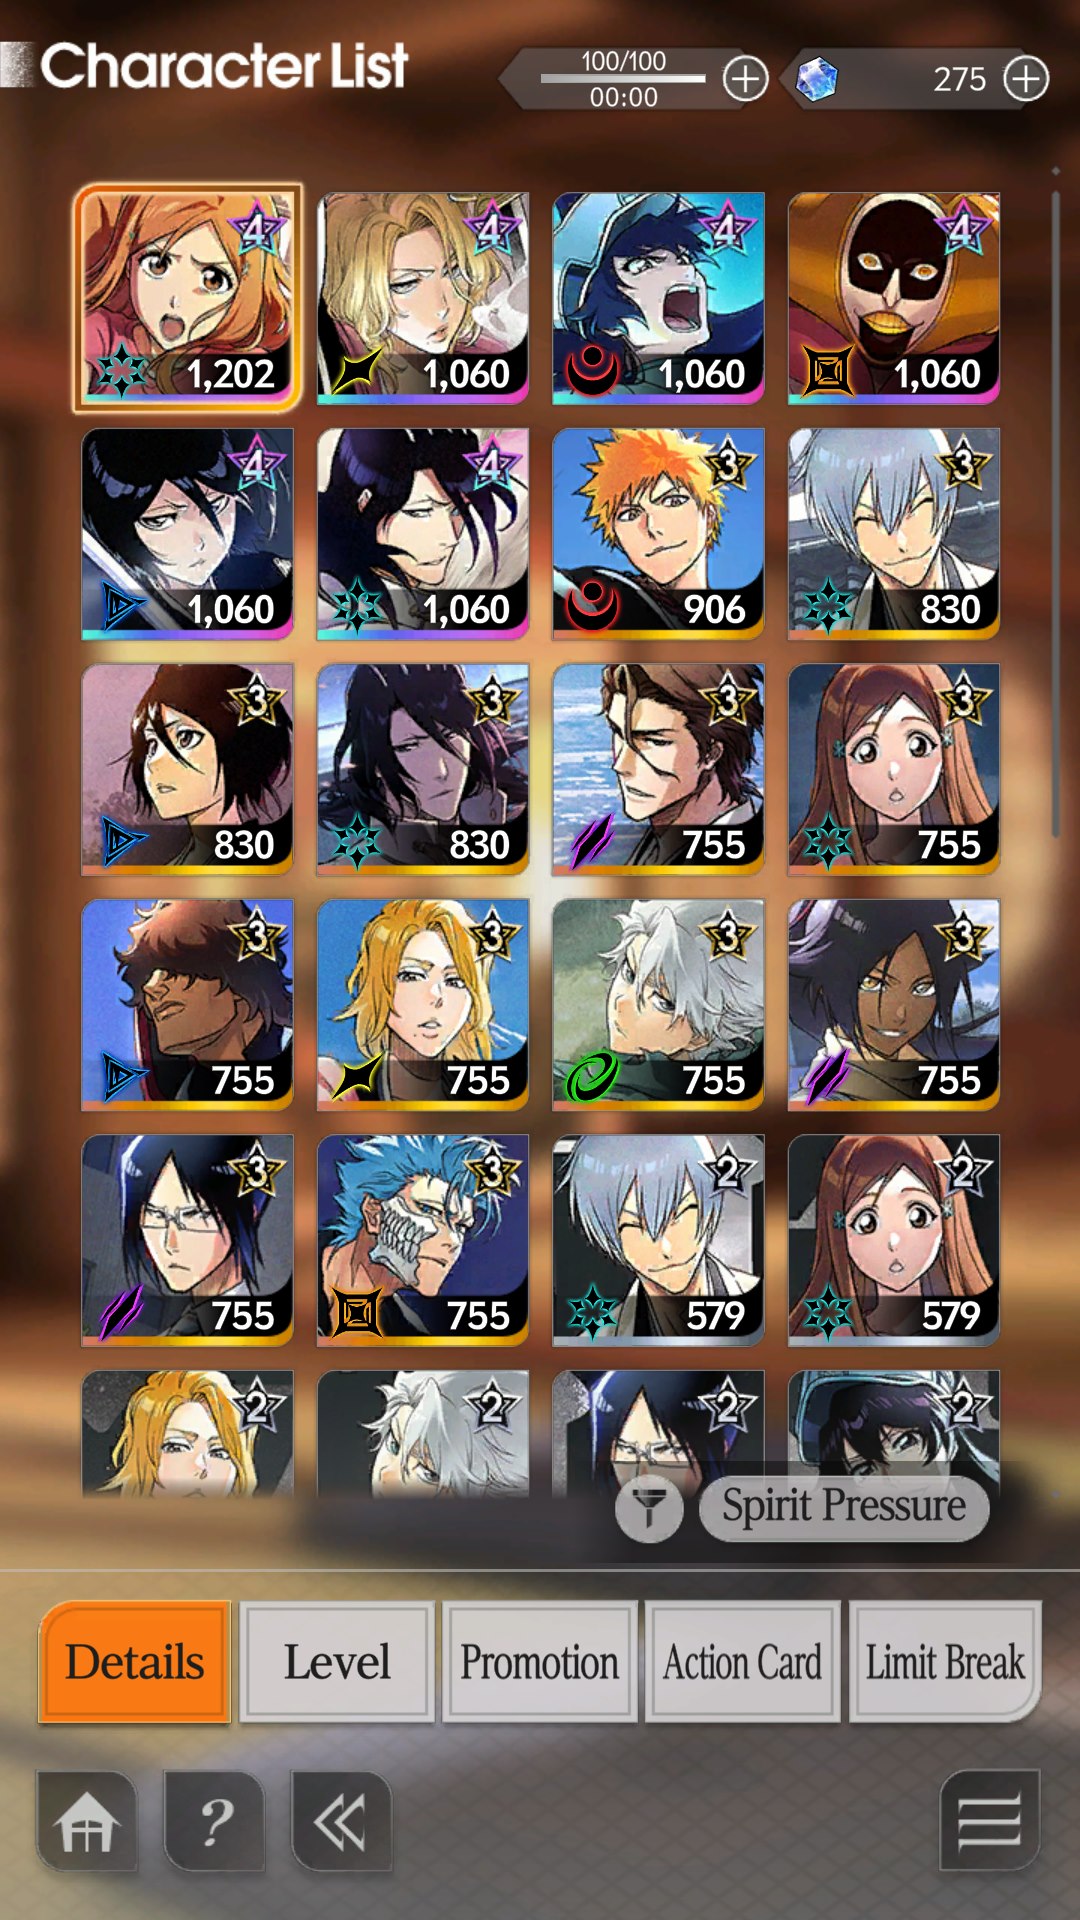 Character List
100/100
00:00
275
4 4 4 4
1,202 1,060 1,060 1,060
4 4 3 3
1,060 1,060 906 830
3 3 3 3
830 830 755 755
3 3 3 3
755 755 755 755
3 3 2 2
755 755 579 579
2 2 2 2
Spirit Pressure
Details Level Promotion Action Card Limit Break
?